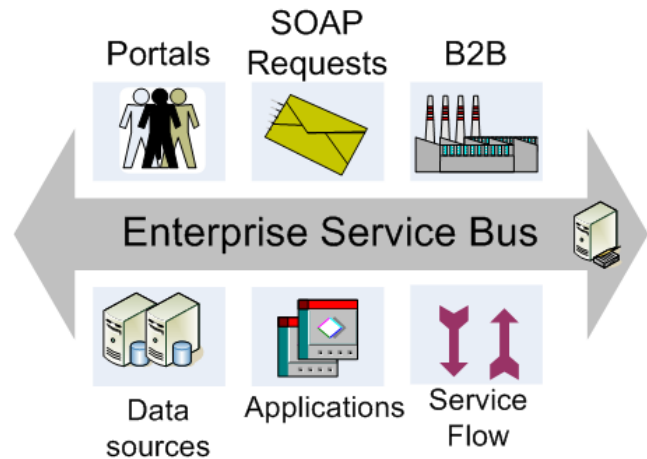 Portals
SOAP
Requests
B2B
Enterprise Service Bus
Data
sources
Applications
Service
Flow